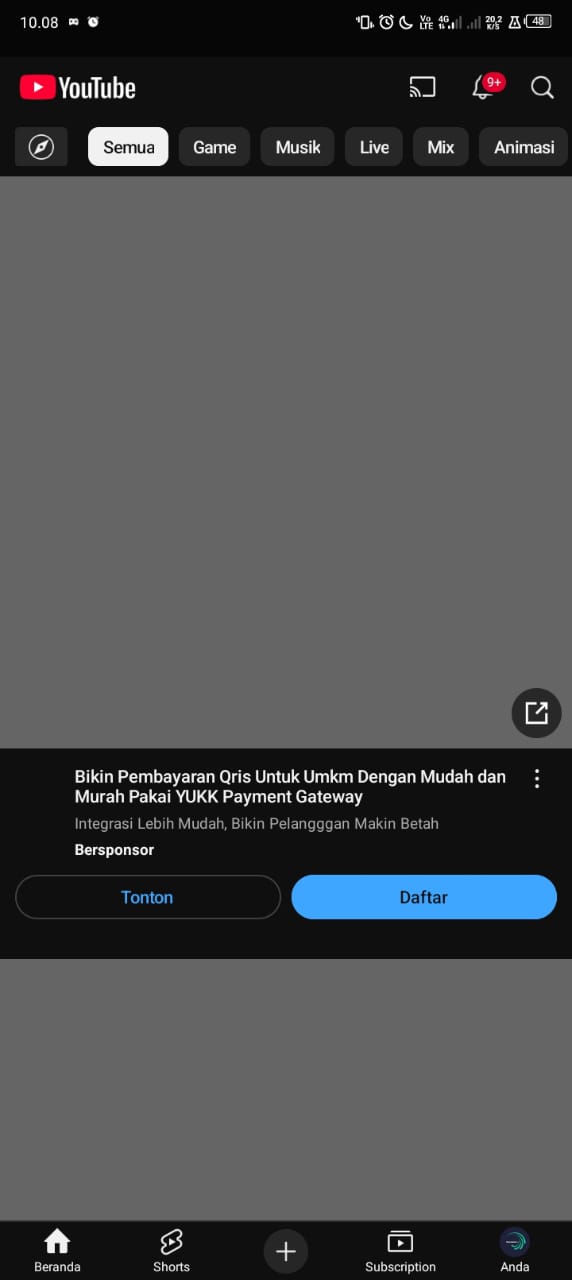 10.08
Vo LTE 4G 20,2 K/S 48
YouTube
9+
Semua Game Musik Live Mix Animasi
Bikin Pembayaran Qris Untuk Umkm Dengan Mudah dan
Murah Pakai YUKK Payment Gateway
Integrasi Lebih Mudah, Bikin Pelangggan Makin Betah
Bersponsor
Tonton Daftar
Beranda Shorts Subscription Anda